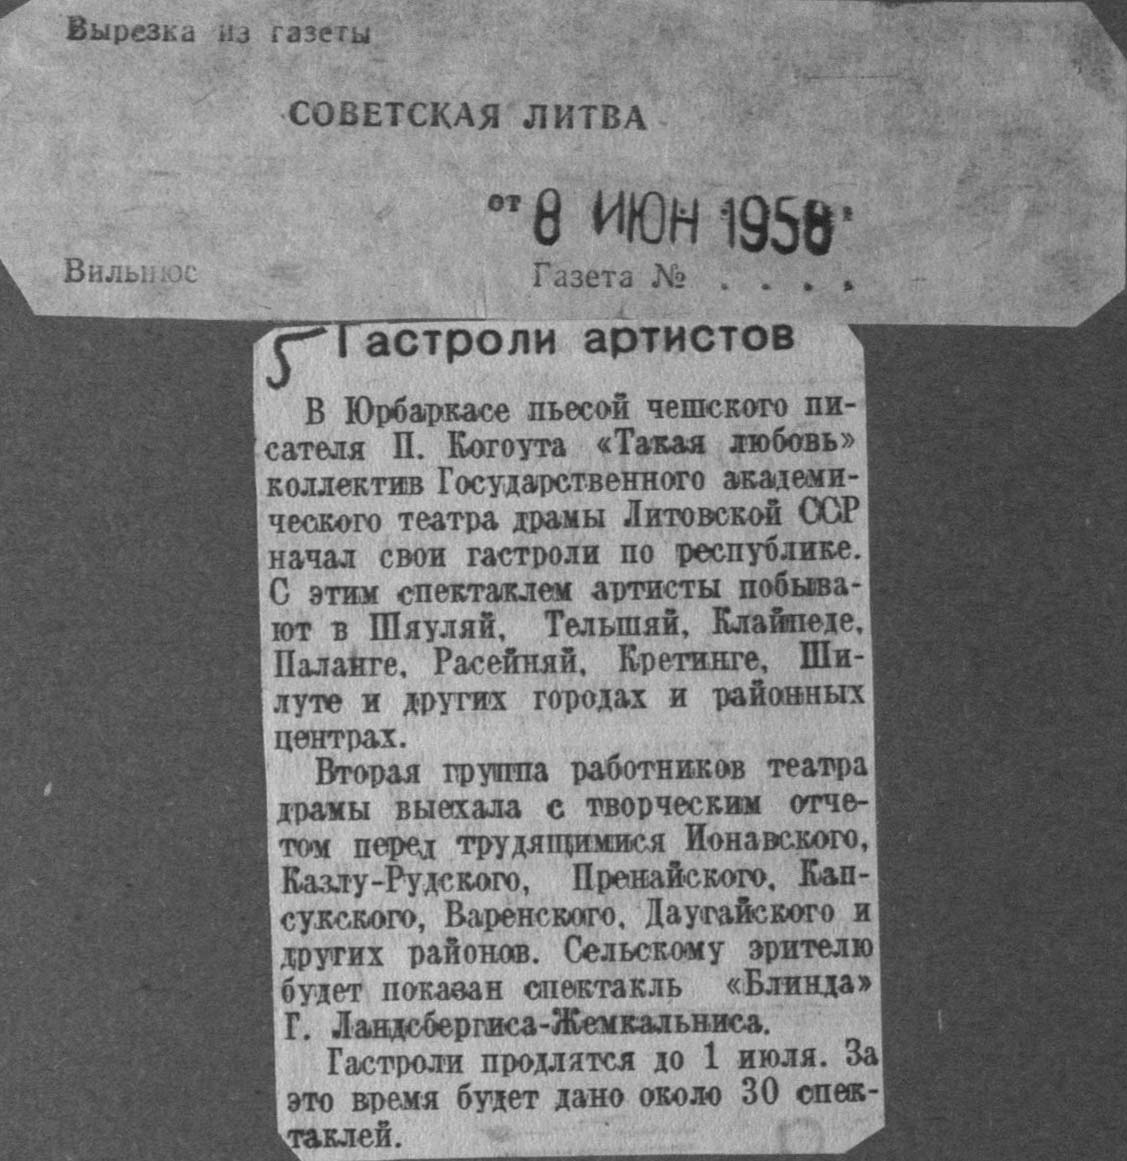 Вырезка из газеты
СОВЕТСКАЯ ЛИТВА
от 8 ИЮН 1958
Вильнюс
Газета № . . . .
5
Гастроли артистов
В Юрбаркасе пьесой чешского пи-
сателя П. Когоута «Такая любовь»
коллектив Государственного академи-
ческого театра драмы Литовской ССР
начал свои гастроли по республике.
С этим спектаклем артисты побыва-
ют в Шяуляй, Тельшяй, Клайпеде,
Паланге, Расейняй, Кретинге, Ши-
луте и других городах и районных
центрах.
Вторая группа работников театра
драмы выехала с творческим отче-
том перед трудящимися Ионавского,
Казлу-Рудского, Пренайского, Кап-
сукского, Варенского, Даугайского и
других районов. Сельскому зрителю
будет показан спектакль «Блинда»
Г. Ландсбергиса-Жемкальниса.
Гастроли продлятся до 1 июля. За
это время будет дано около 30 спек-
таклей.